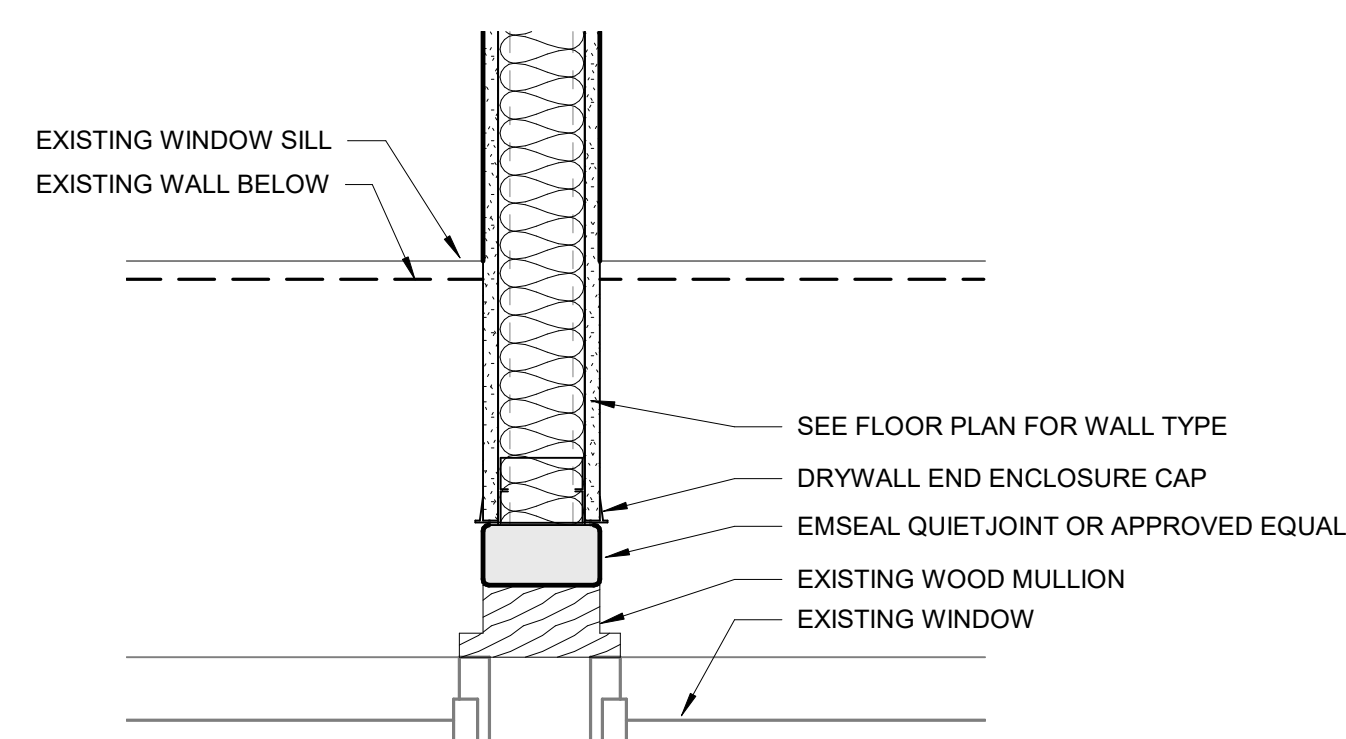 EXISTING WINDOW SILL
EXISTING WALL BELOW
SEE FLOOR PLAN FOR WALL TYPE
DRYWALL END ENCLOSURE CAP
EMSEAL QUIETJOINT OR APPROVED EQUAL
EXISTING WOOD MULLION
EXISTING WINDOW